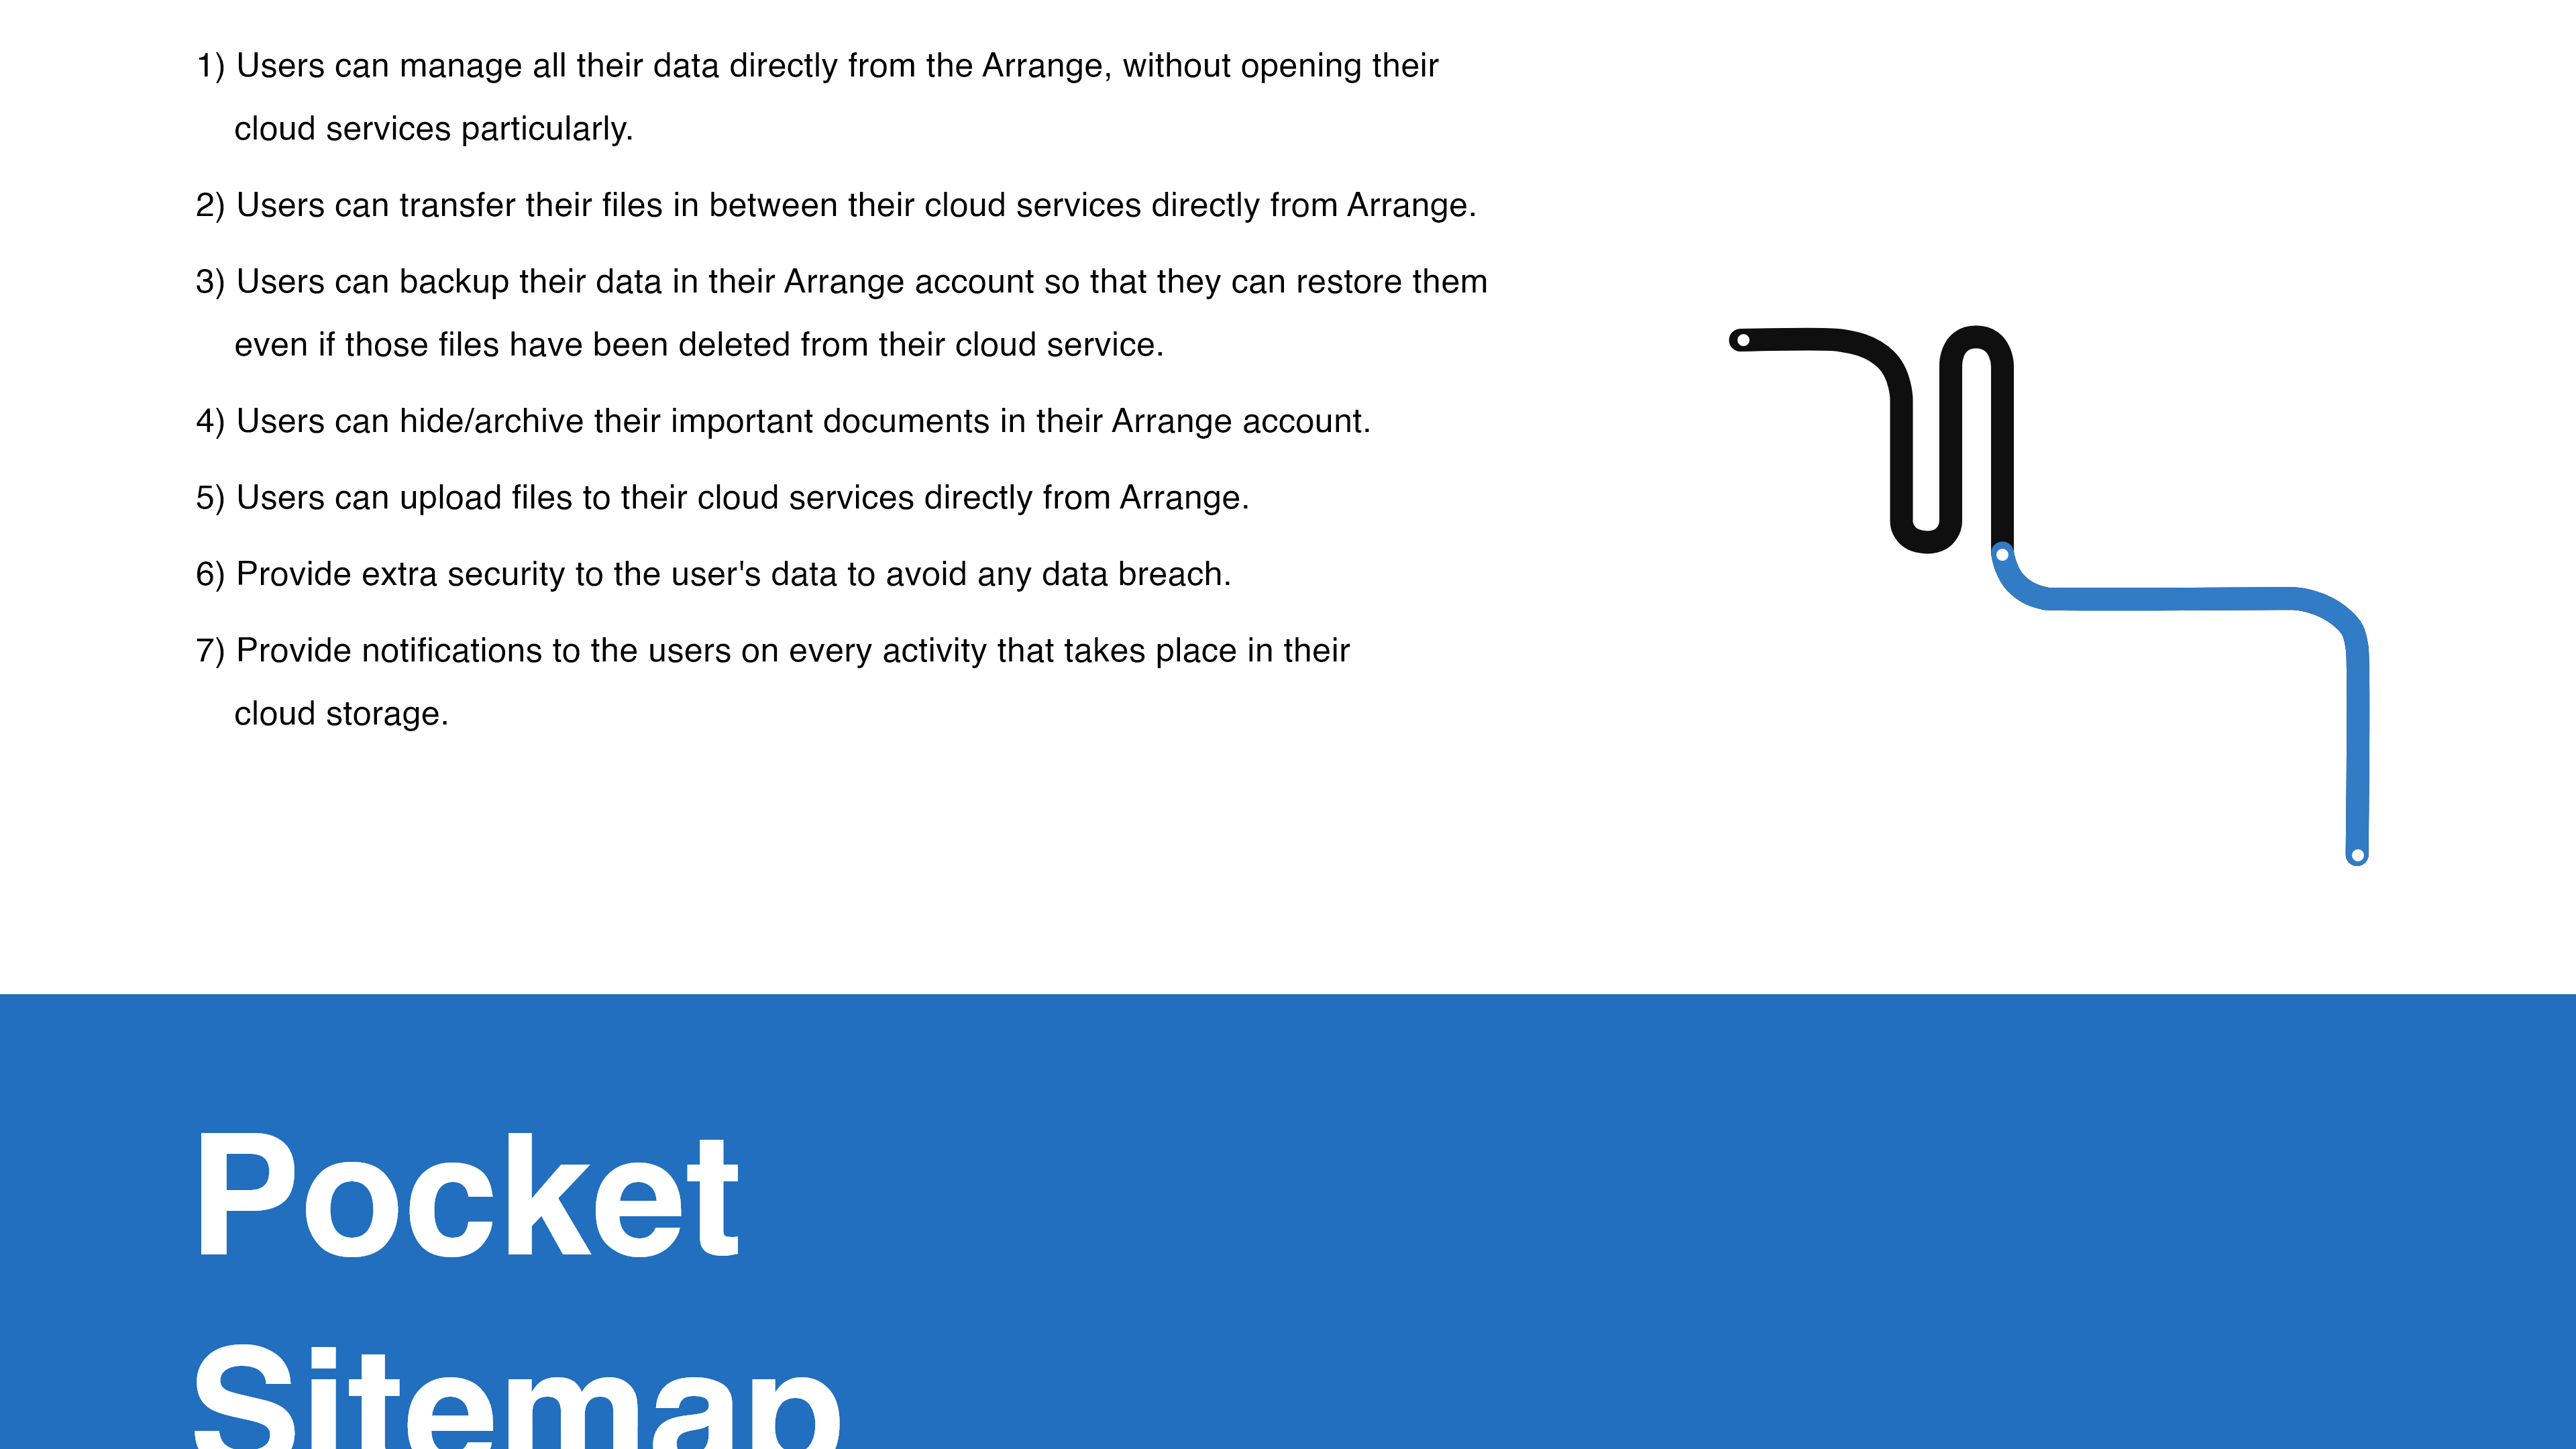 1) Users can manage all their data directly from the Arrange, without opening their
cloud services particularly.
2) Users can transfer their files in between their cloud services directly from Arrange.
3) Users can backup their data in their Arrange account so that they can restore them
even if those files have been deleted from their cloud service.
4) Users can hide/archive their important documents in their Arrange account.
5) Users can upload files to their cloud services directly from Arrange.
6) Provide extra security to the user's data to avoid any data breach.
7) Provide notifications to the users on every activity that takes place in their
cloud storage.
Pocket
Sitemap